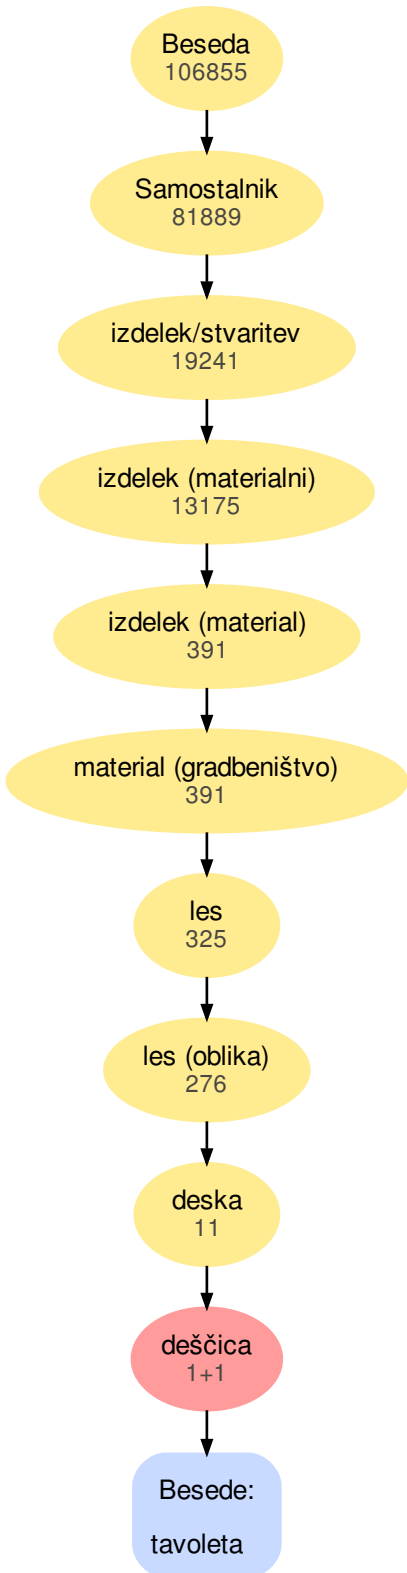 Beseda
106855
Samostalnik
81889
izdelek/stvaritev
19241
izdelek (materialni)
13175
izdelek (material)
391
material (gradbeništvo)
391
les
325
les (oblika)
276
deska
11
deščica
1+1
Besede:
tavoleta